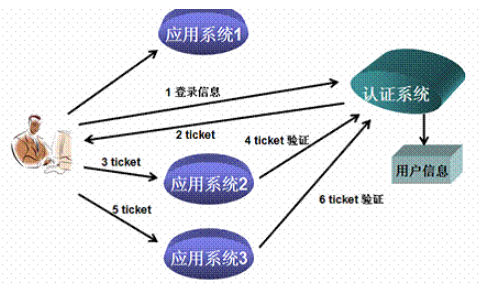 应用系统1
1 登录信息
认证系统
2 ticket
4 ticket 验证
3 ticket
应用系统2
用户信息
5 ticket
6 ticket 验证
应用系统3